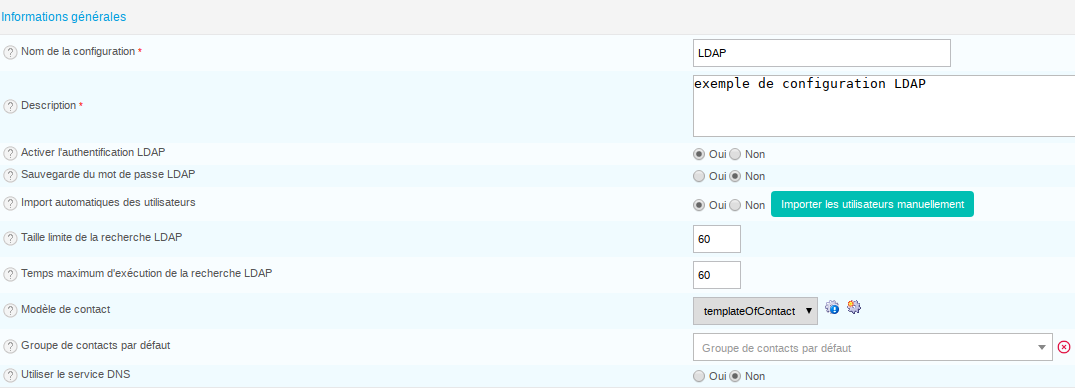 Informations générales
Nom de la configuration * LDAP
exemple de configuration LDAP
Description *
Activer l'authentification LDAP Oui Non
Sauvegarde du mot de passe LDAP Oui Non
Import automatiques des utilisateurs Oui Non Importer les utilisateurs manuellement
Taille limite de la recherche LDAP 60
Temps maximum d'exécution de la recherche LDAP 60
Modèle de contact templateOfContact
Groupe de contacts par défaut Groupe de contacts par défaut
Utiliser le service DNS Oui Non